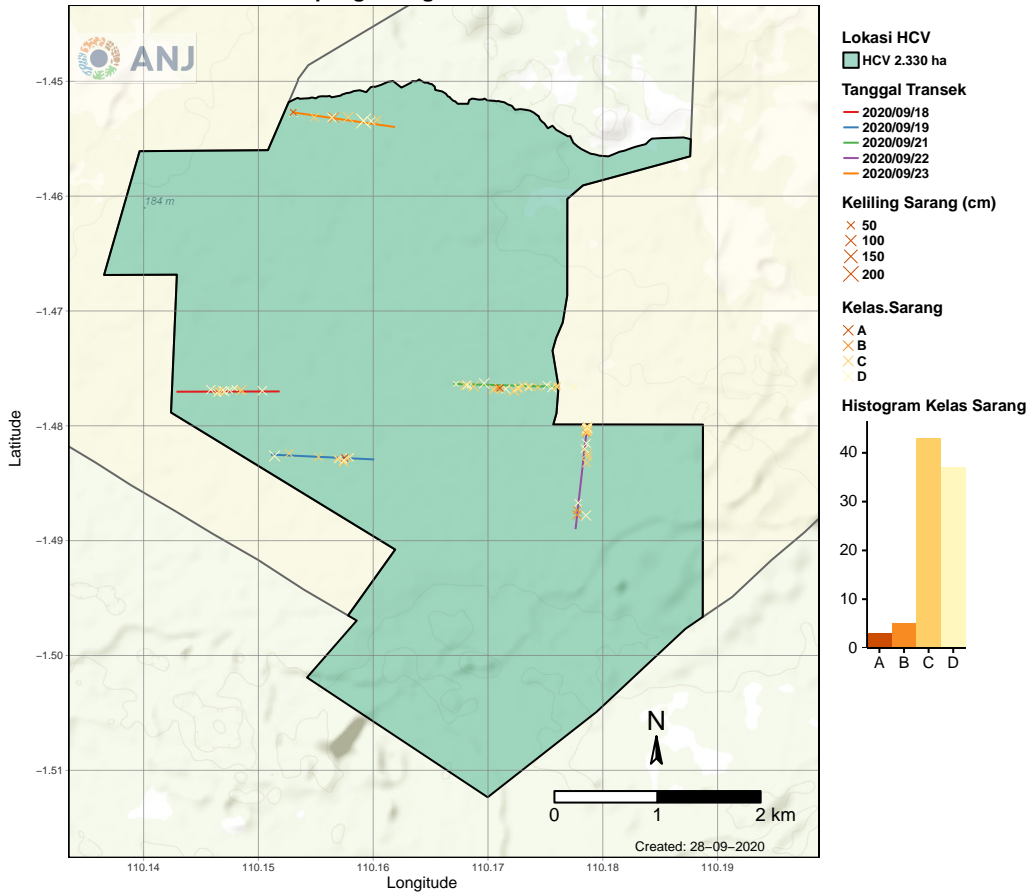 ANJ
184 m
−1.45
−1.46
−1.47
−1.48
−1.49
−1.50
−1.51
Latitude
110.14
110.15
110.16
110.17
110.18
110.19
Longitude
N
0 1 2 km
Created: 28−09−2020
Lokasi HCV
HCV 2.330 ha
Tanggal Transek
2020/09/18
2020/09/19
2020/09/21
2020/09/22
2020/09/23
Keliling Sarang (cm)
50
100
150
200
Kelas.Sarang
A
B
C
D
Histogram Kelas Sarang
40
30
20
10
0
A B C D